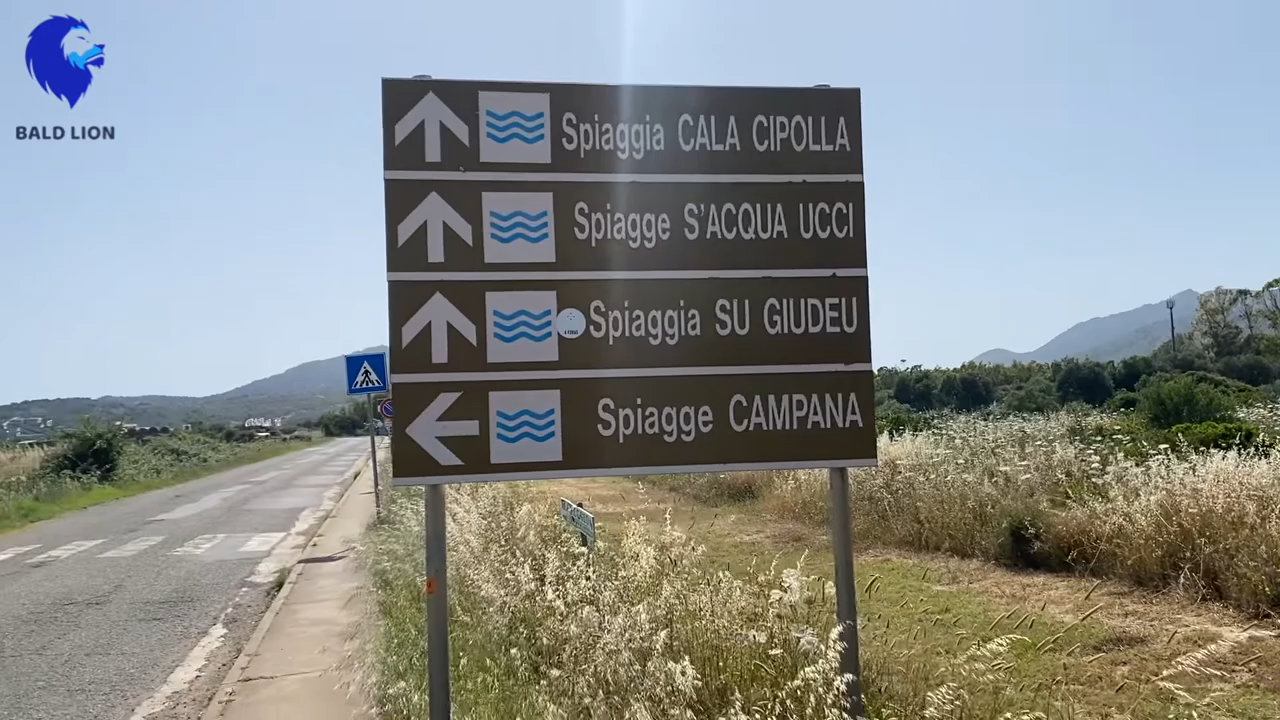 BALD LION
Spiaggia CALA CIPOLLA
Spiagge S'ACQUA UCCI
Spiaggia SU GIUDEU
Spiagge CAMPANA